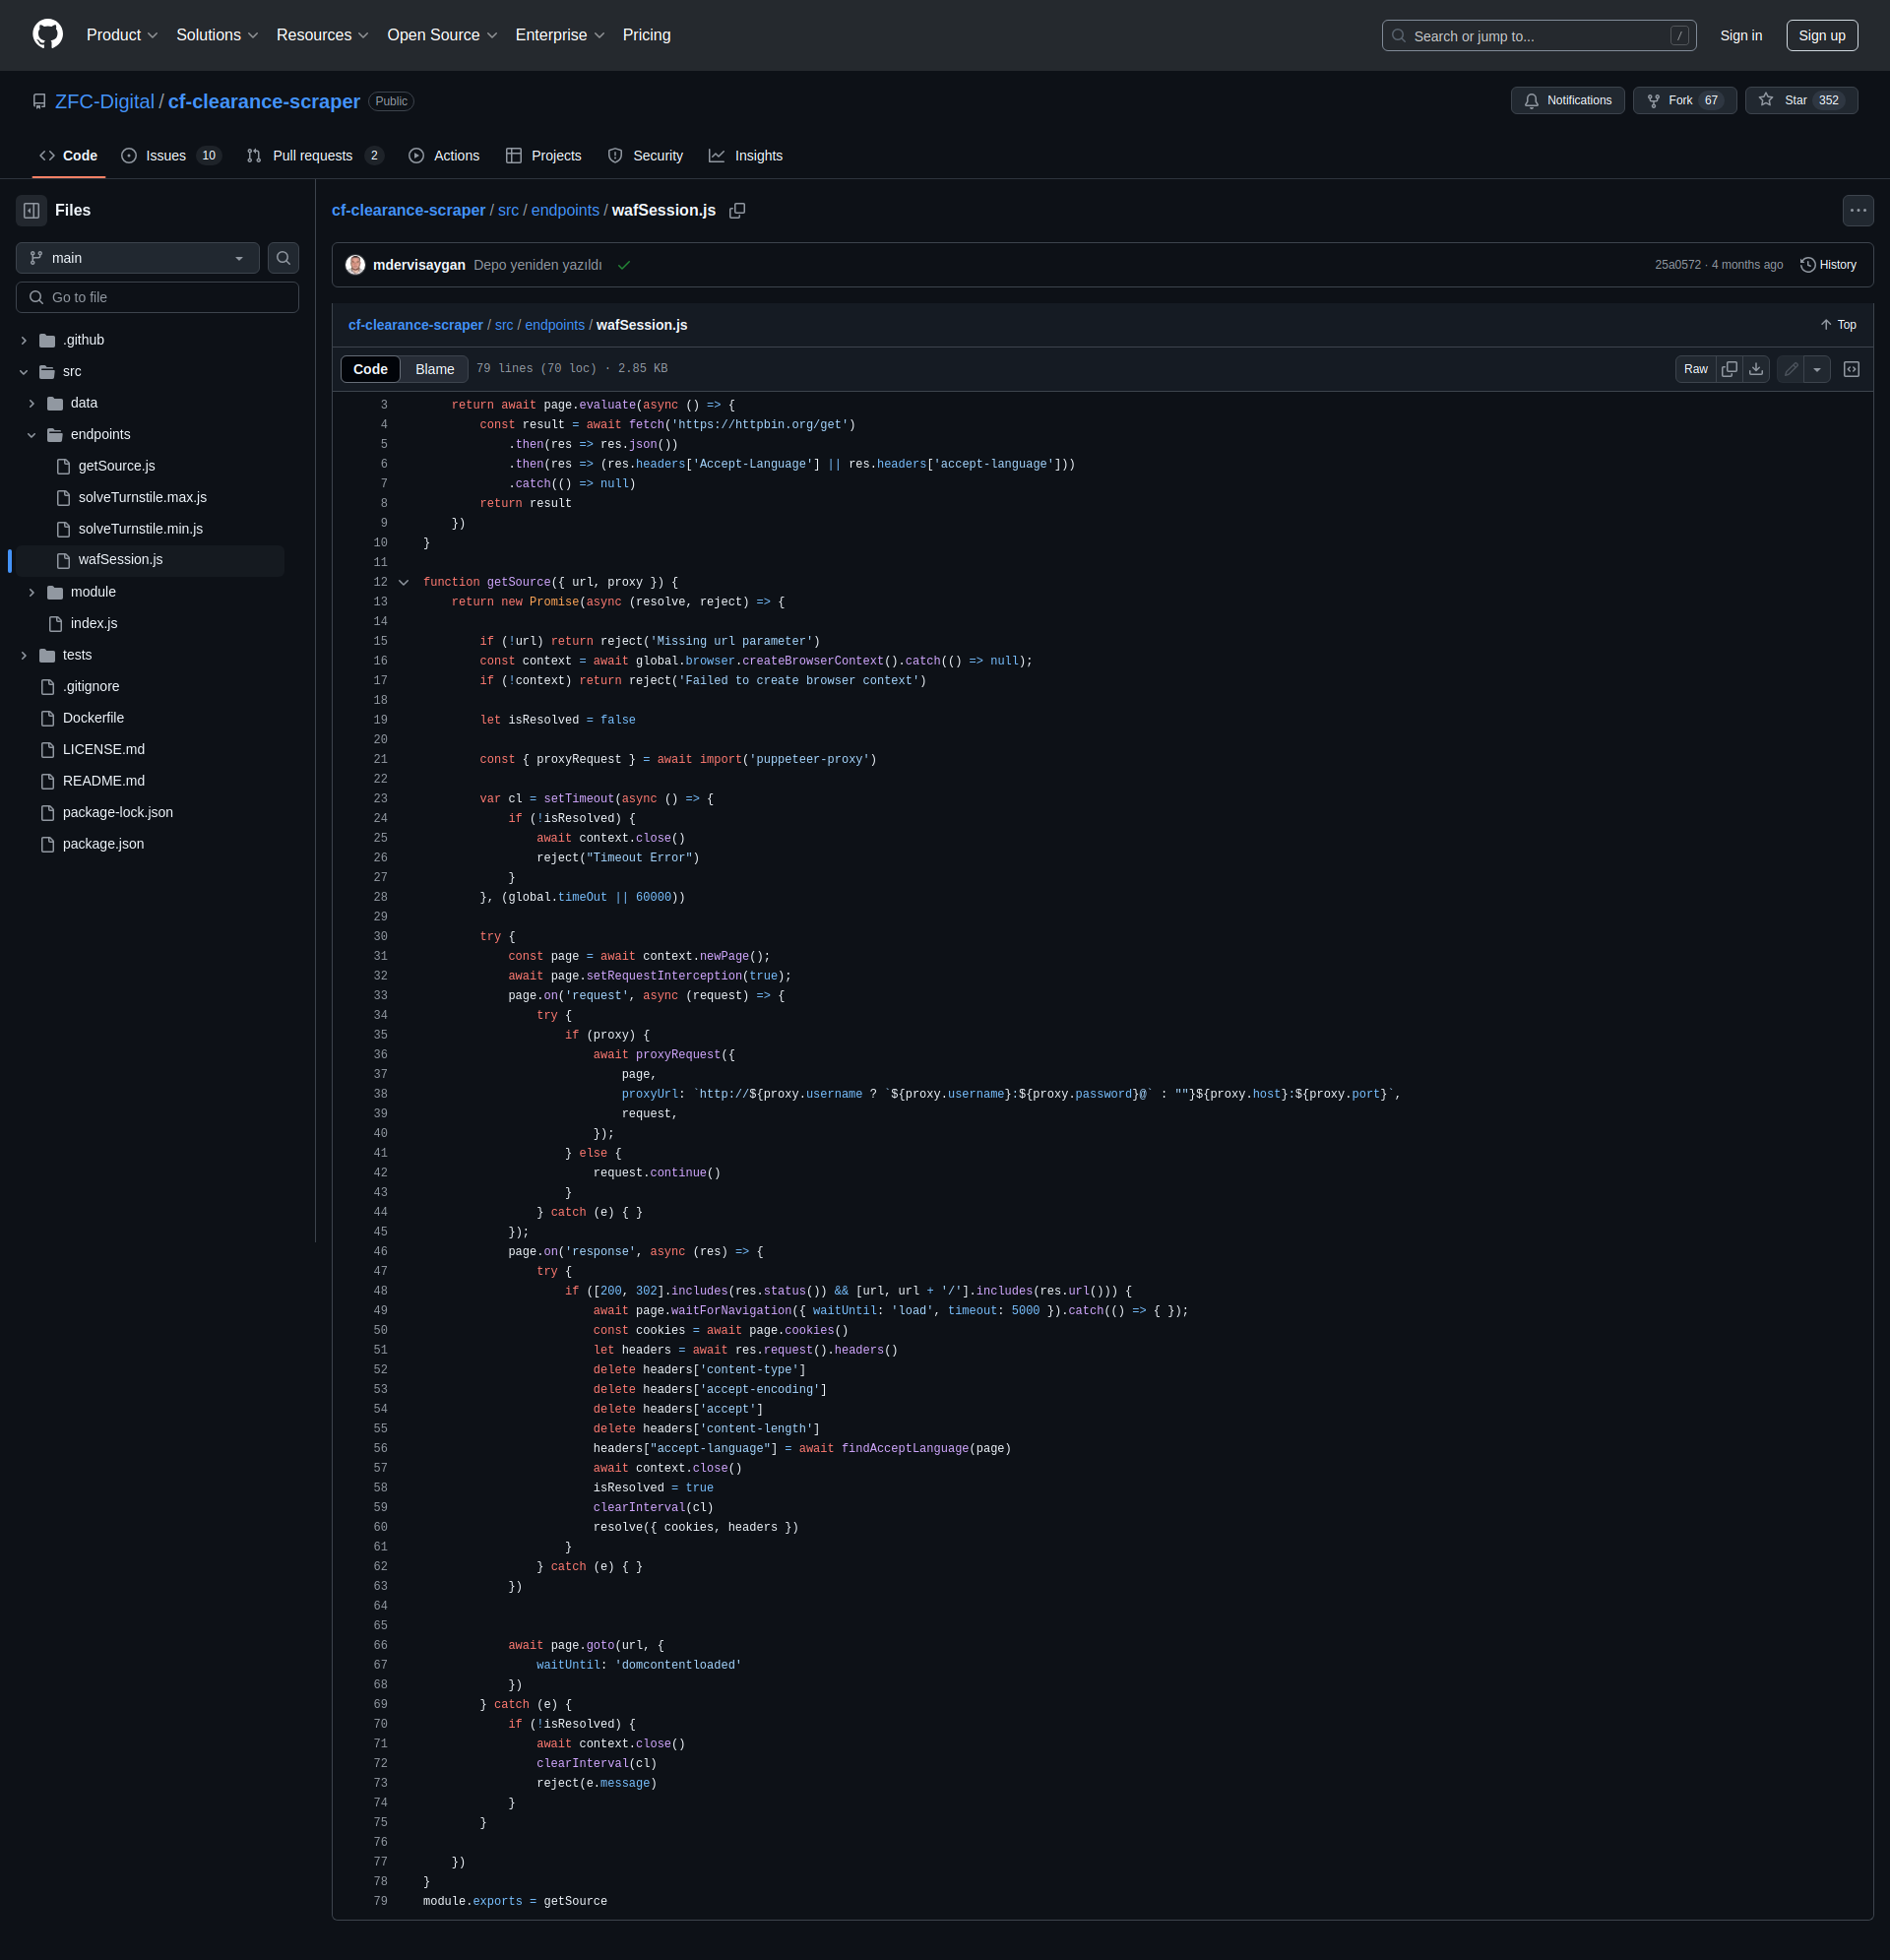 Product Solutions Resources Open Source Enterprise Pricing Search or jump to... / Sign in Sign up
ZFC-Digital / cf-clearance-scraper Public Notifications Fork 67 Star 352
Code Issues 10 Pull requests 2 Actions Projects Security Insights
Files
main
Go to file
.github
src
data
endpoints
getSource.js
solveTurnstile.max.js
solveTurnstile.min.js
wafSession.js
module
index.js
tests
.gitignore
Dockerfile
LICENSE.md
README.md
package-lock.json
package.json
cf-clearance-scraper / src / endpoints / wafSession.js
mdervisaygan Depo yeniden yazıldı 25a0572 · 4 months ago History
cf-clearance-scraper / src / endpoints / wafSession.js Top
Code Blame 79 lines (70 loc) · 2.85 KB Raw
3     return await page.evaluate(async () => {
4         const result = await fetch('https://httpbin.org/get')
5             .then(res => res.json())
6             .then(res => (res.headers['Accept-Language'] || res.headers['accept-language']))
7             .catch(() => null)
8         return result
9     })
10 }
11
12 function getSource({ url, proxy }) {
13     return new Promise(async (resolve, reject) => {
14
15         if (!url) return reject('Missing url parameter')
16         const context = await global.browser.createBrowserContext().catch(() => null);
17         if (!context) return reject('Failed to create browser context')
18
19         let isResolved = false
20
21         const { proxyRequest } = await import('puppeteer-proxy')
22
23         var cl = setTimeout(async () => {
24             if (!isResolved) {
25                 await context.close()
26                 reject("Timeout Error")
27             }
28         }, (global.timeOut || 60000))
29
30         try {
31             const page = await context.newPage();
32             await page.setRequestInterception(true);
33             page.on('request', async (request) => {
34                 try {
35                     if (proxy) {
36                         await proxyRequest({
37                             page,
38                             proxyUrl: `http://${proxy.username ? `${proxy.username}:${proxy.password}@` : ""}${proxy.host}:${proxy.port}`,
39                             request,
40                         });
41                     } else {
42                         request.continue()
43                     }
44                 } catch (e) { }
45             });
46             page.on('response', async (res) => {
47                 try {
48                     if ([200, 302].includes(res.status()) && [url, url + '/'].includes(res.url())) {
49                         await page.waitForNavigation({ waitUntil: 'load', timeout: 5000 }).catch(() => { });
50                         const cookies = await page.cookies()
51                         let headers = await res.request().headers()
52                         delete headers['content-type']
53                         delete headers['accept-encoding']
54                         delete headers['accept']
55                         delete headers['content-length']
56                         headers["accept-language"] = await findAcceptLanguage(page)
57                         await context.close()
58                         isResolved = true
59                         clearInterval(cl)
60                         resolve({ cookies, headers })
61                     }
62                 } catch (e) { }
63             })
64
65
66             await page.goto(url, {
67                 waitUntil: 'domcontentloaded'
68             })
69         } catch (e) {
70             if (!isResolved) {
71                 await context.close()
72                 clearInterval(cl)
73                 reject(e.message)
74             }
75         }
76
77     })
78 }
79 module.exports = getSource